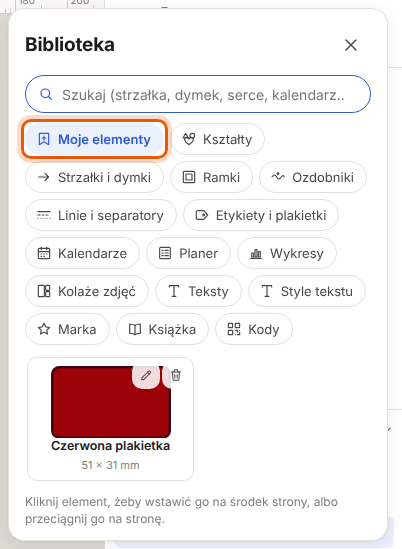 180
200
Biblioteka
Szukaj (strzałka, dymek, serce, kalendarz..
Moje elementy
Kształty
Strzałki i dymki
Ramki
Ozdobniki
Linie i separatory
Etykiety i plakietki
Kalendarze
Planer
Wykresy
Kolaże zdjęć
Teksty
Style tekstu
Marka
Książka
Kody
Czerwona plakietka
51 × 31 mm
Kliknij element, żeby wstawić go na środek strony, albo
przeciągnij go na stronę.